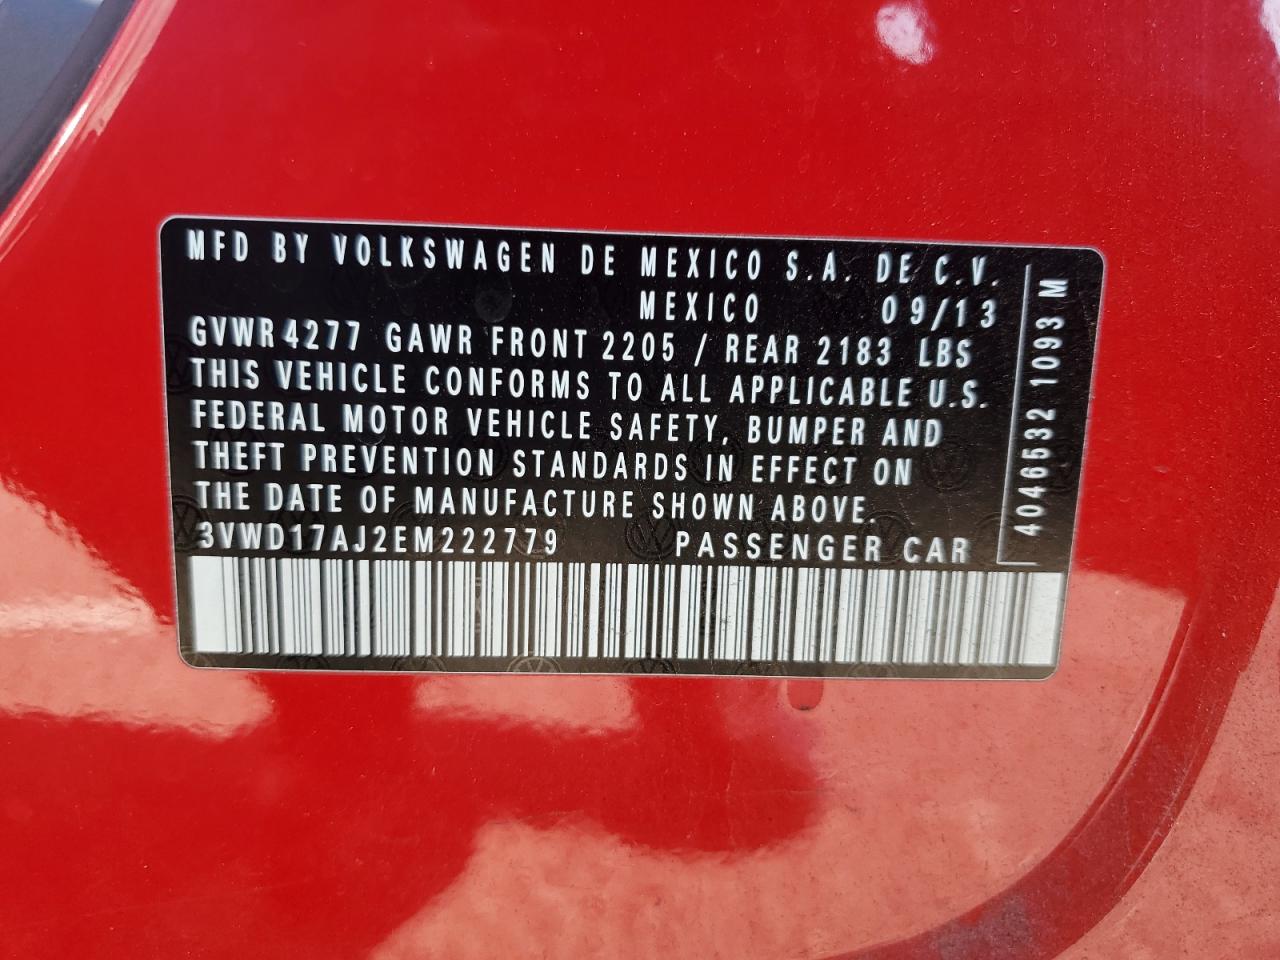 MFD BY VOLKSWAGEN DE MEXICO S.A. DE C.V.
MEXICO 09/13
GVWR 4277 GAWR FRONT 2205 / REAR 2183 LBS
THIS VEHICLE CONFORMS TO ALL APPLICABLE U.S.
FEDERAL MOTOR VEHICLE SAFETY, BUMPER AND
THEFT PREVENTION STANDARDS IN EFFECT ON
THE DATE OF MANUFACTURE SHOWN ABOVE.
3VWD17AJ2EM222779 PASSENGER CAR
4046532 1093 M